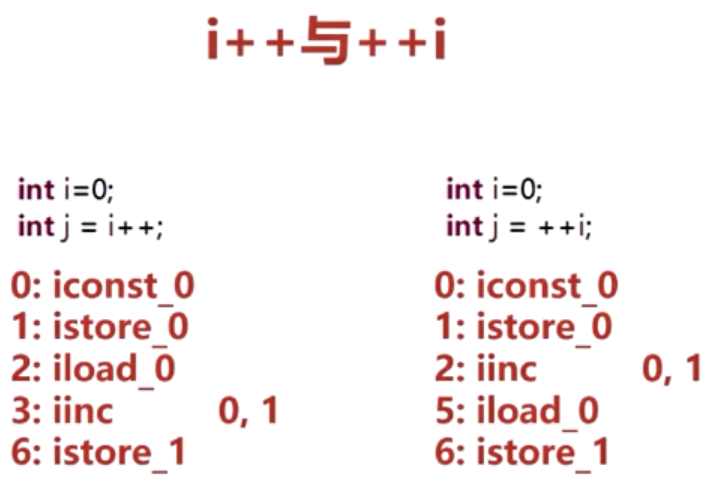 i++与++i
int i=0;
int j = i++;
0: iconst_0
1: istore_0
2: iload_0
3: iinc 0, 1
6: istore_1
int i=0;
int j = ++i;
0: iconst_0
1: istore_0
2: iinc 0, 1
5: iload_0
6: istore_1